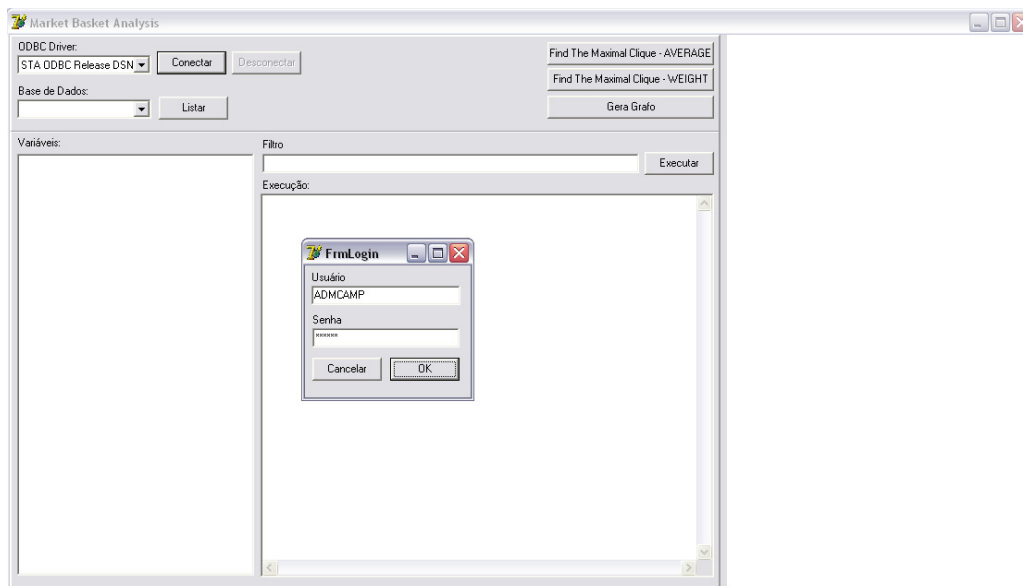 Market Basket Analysis
ODBC Driver:
STA ODBC Release DSN
Conectar
Desconectar
Find The Maximal Clique - AVERAGE
Find The Maximal Clique - WEIGHT
Gera Grafo
Base de Dados:
Listar
Variáveis:
Filtro
Executar
Execução:
FrmLogin
Usuário
ADMCAMP
Senha
******
Cancelar
OK